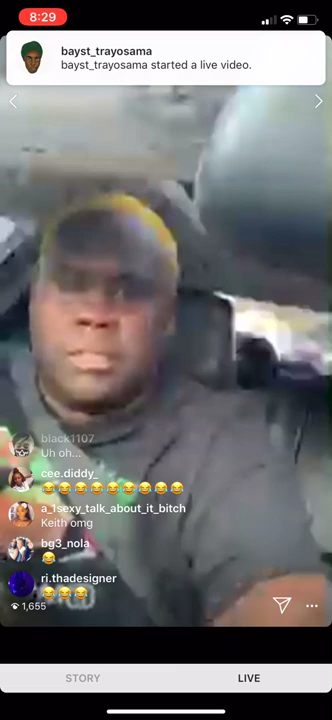 8:29
bayst_trayosama
bayst_trayosama started a live video.
black1107
Uh oh...
cee.diddy_
😂😂😂😂😂😂😂😂😂
a_1sexy_talk_about_it_bitch
Keith omg
bg3_nola
😂
ri.thadesigner
😂😂😂
1,655
STORY
LIVE